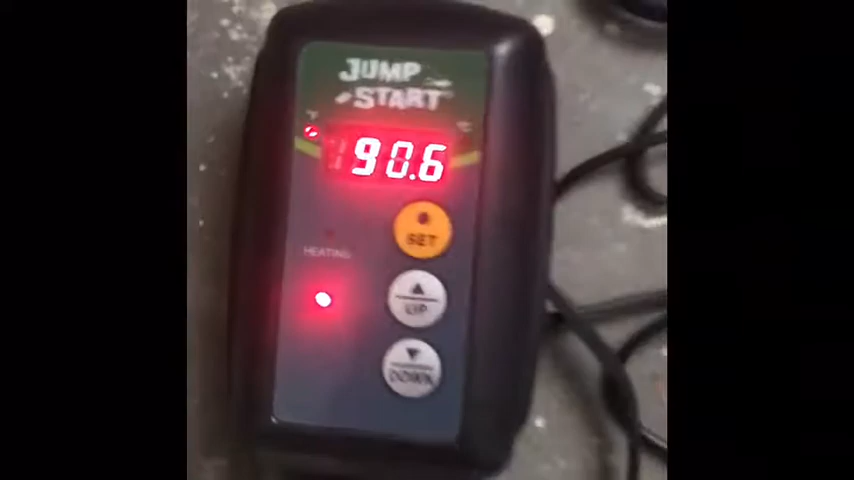 JUMP
START
°F °C
90.6
SET
HEATING
UP
DOWN